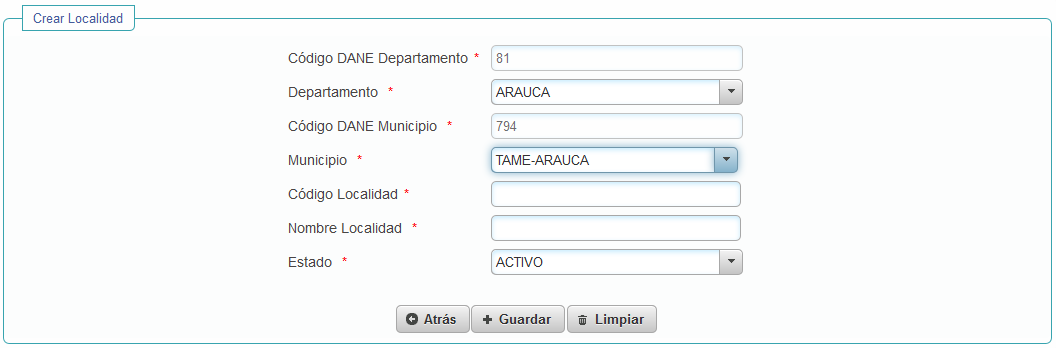 Crear Localidad
Código DANE Departamento * 81
Departamento * ARAUCA
Código DANE Municipio * 794
Municipio * TAME-ARAUCA
Código Localidad *
Nombre Localidad *
Estado * ACTIVO
Atrás Guardar Limpiar